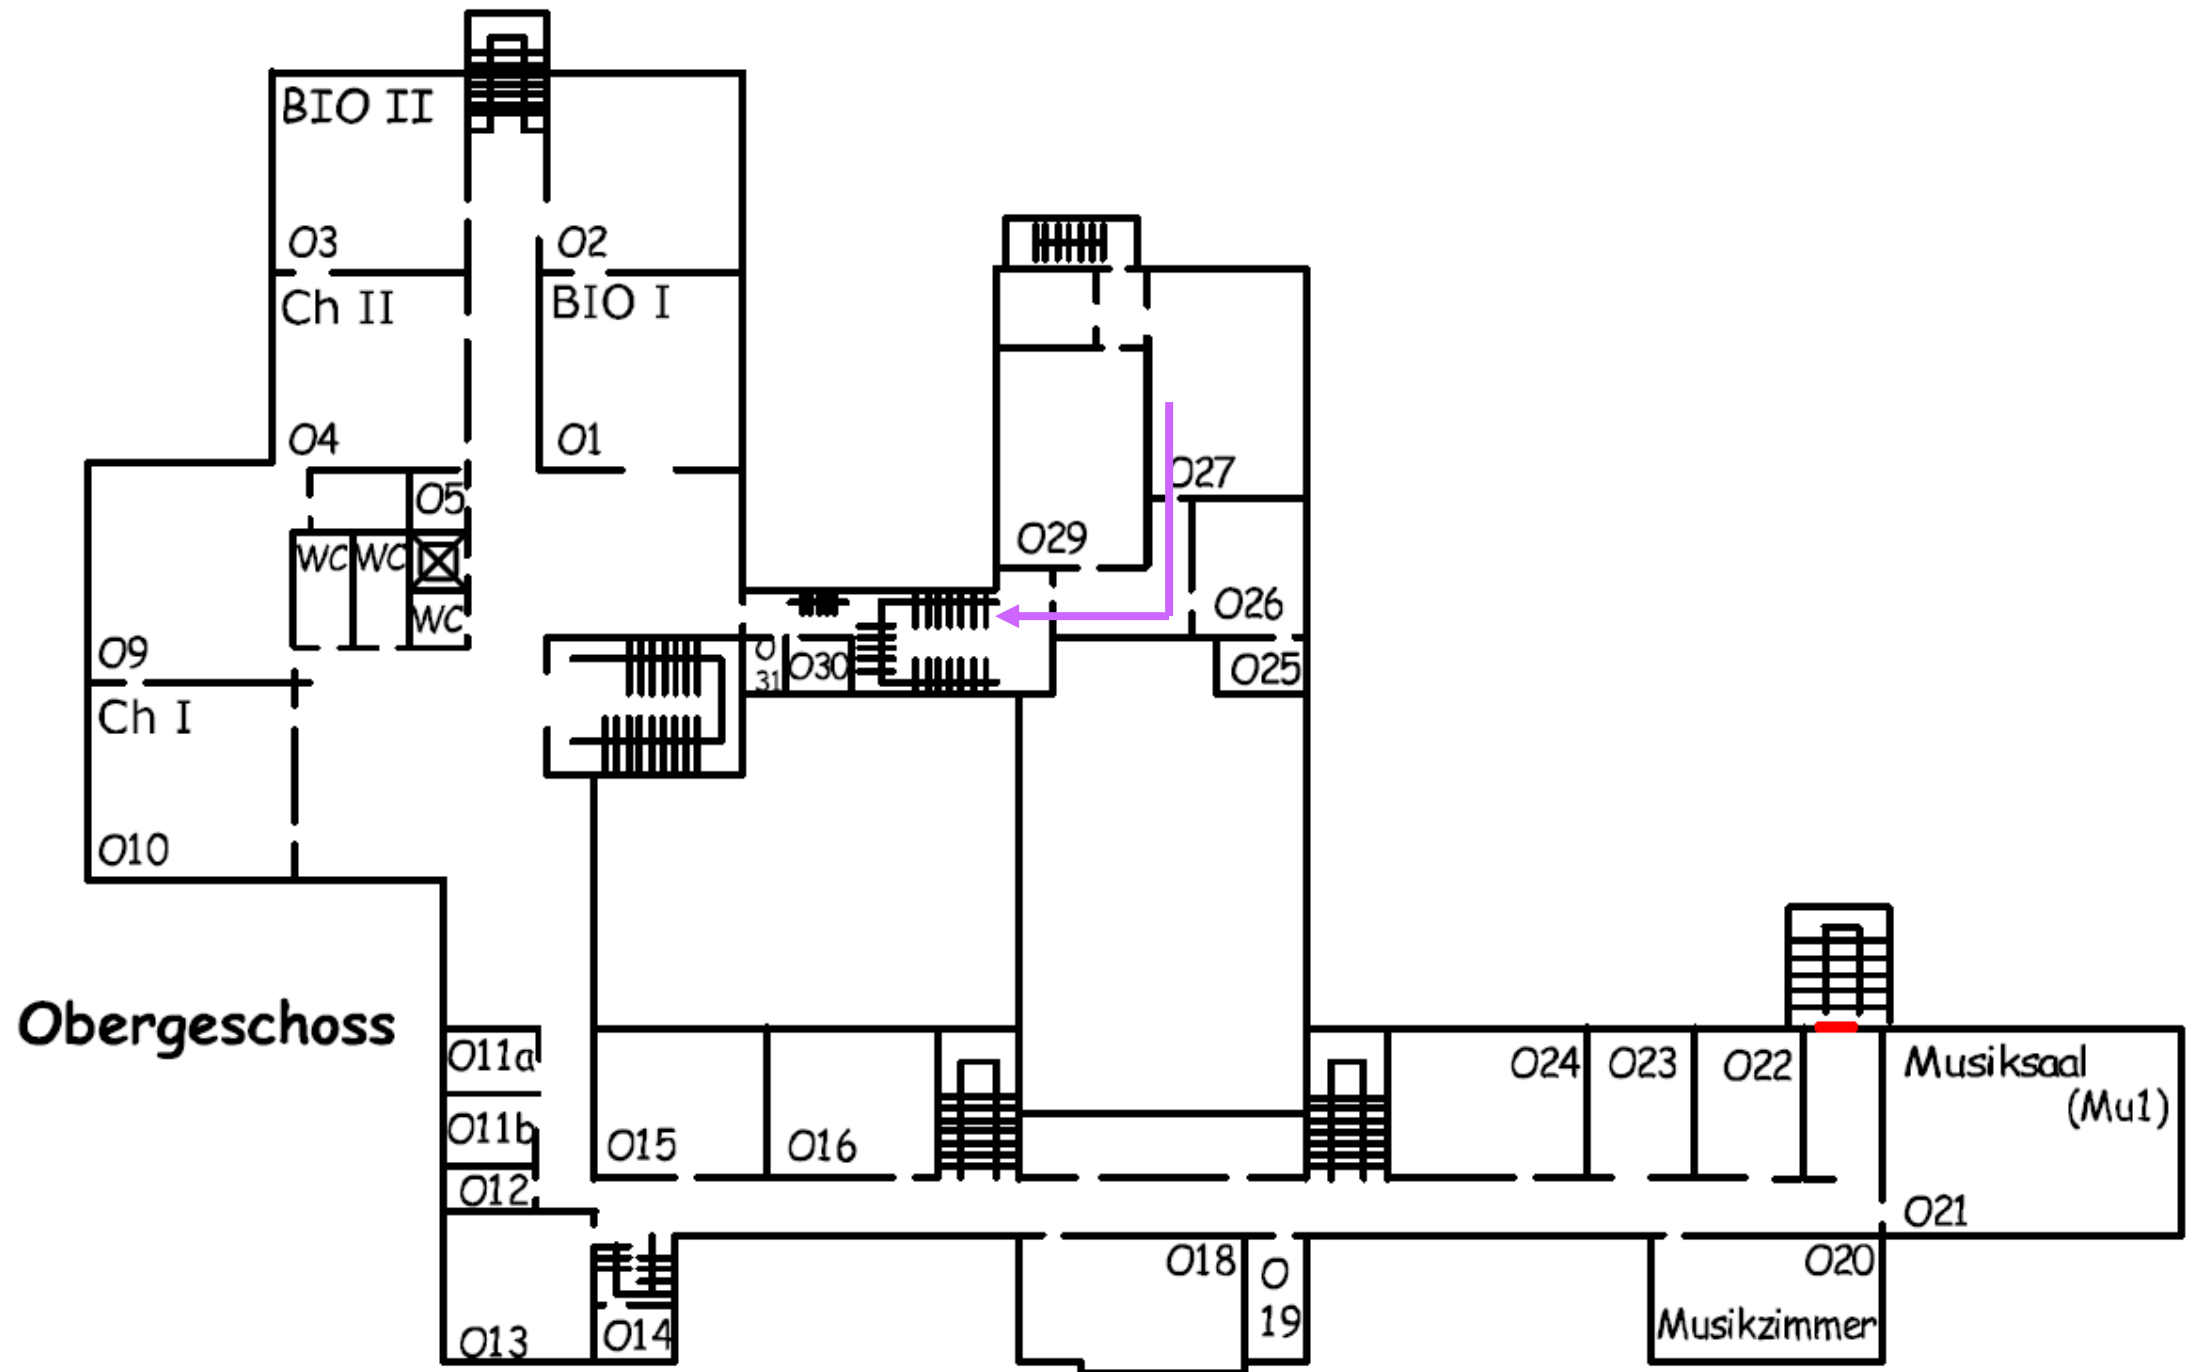 BIO II
O3
O2
Ch II
BIO I
O4
O1
O5
O27
WC
WC
O29
WC
O26
O9
O
31
O30
O25
Ch I
O10
Obergeschoss
O11a
O24
O23
O22
Musiksaal
(Mu1)
O11b
O15
O16
O12
O21
O18
O
19
O20
Musikzimmer
O13
O14